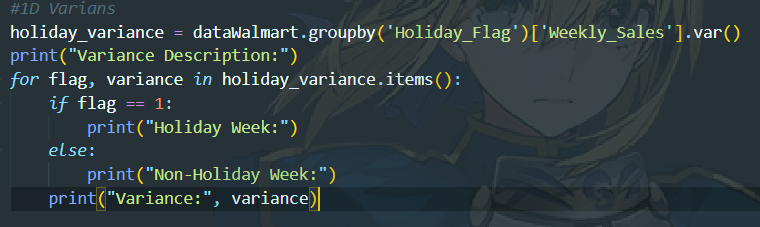 #1D Varians
holiday_variance = dataWalmart.groupby('Holiday_Flag')['Weekly_Sales'].var()
print("Variance Description:")
for flag, variance in holiday_variance.items():
    if flag == 1:
        print("Holiday Week:")
    else:
        print("Non-Holiday Week:")
    print("Variance:", variance)